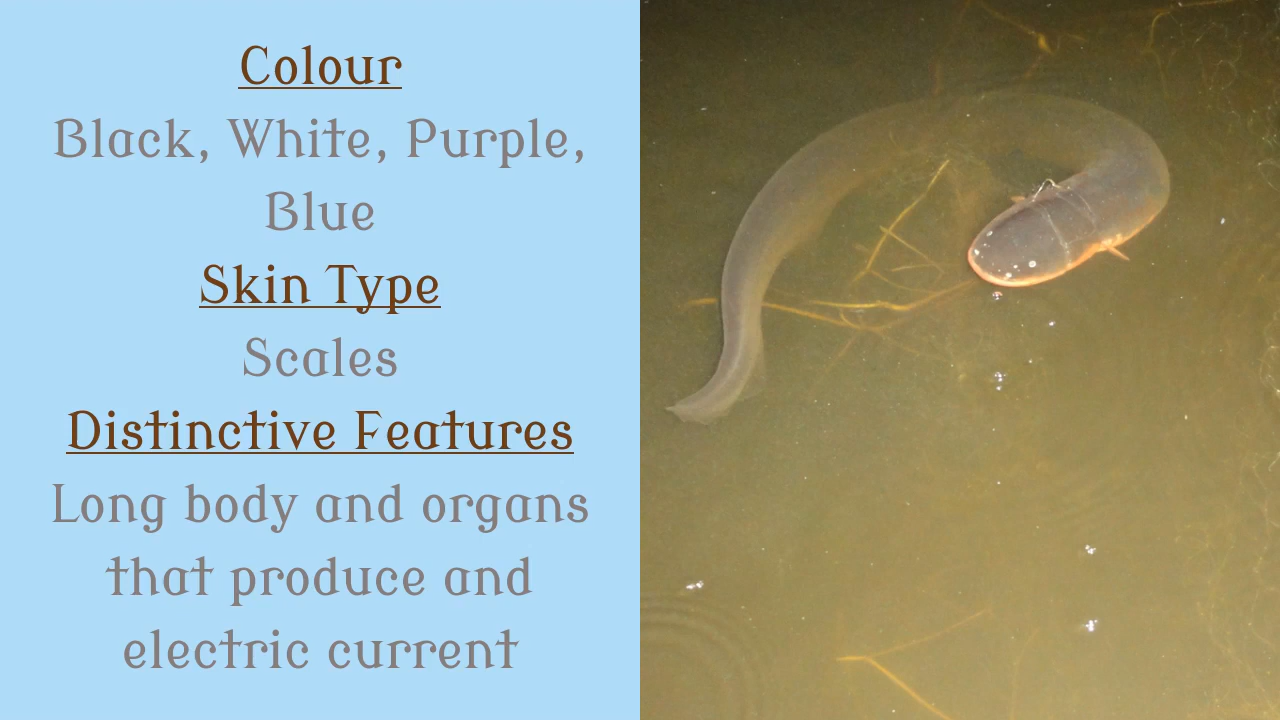 Colour
Black, White, Purple,
Blue
Skin Type
Scales
Distinctive Features
Long body and organs
that produce and
electric current